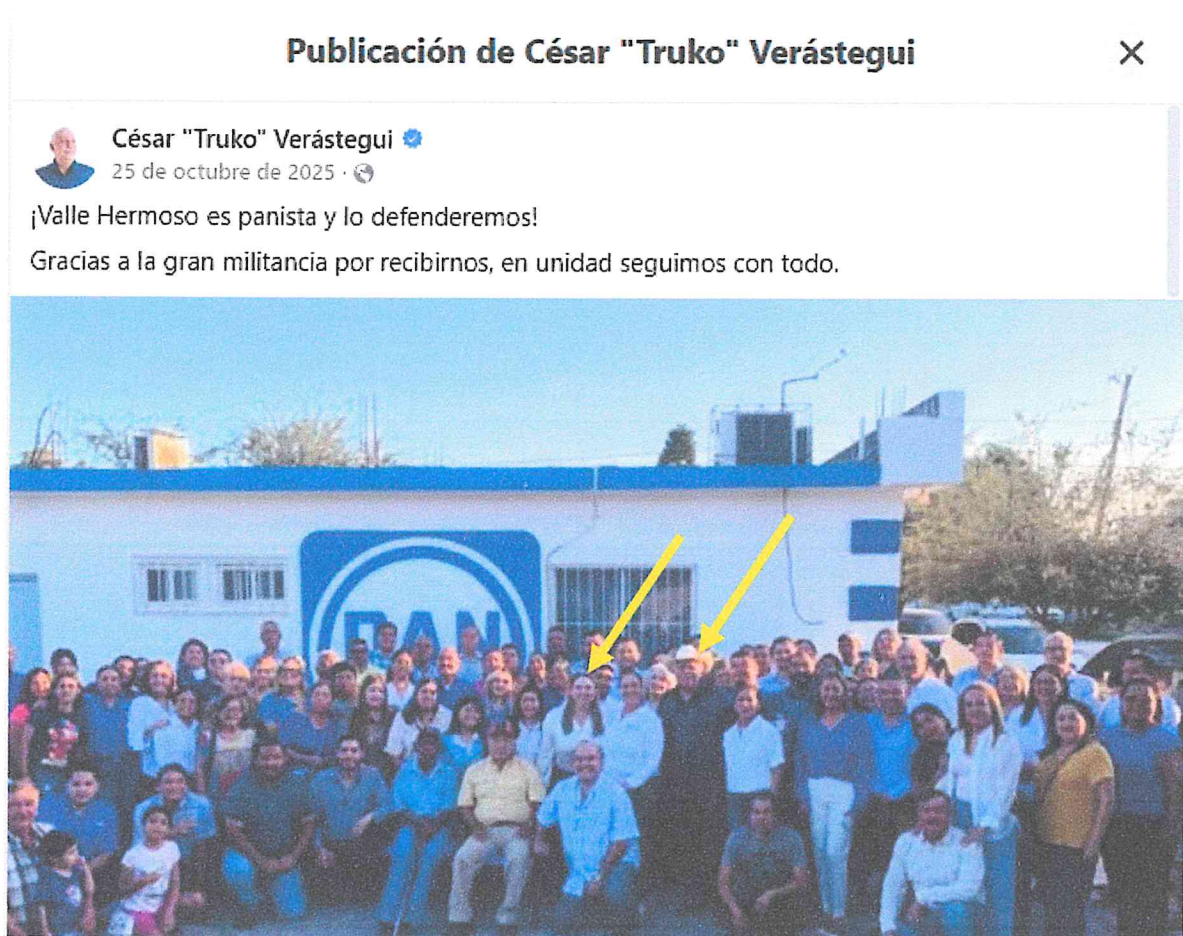 Publicación de César "Truko" Verástegui
César "Truko" Verástegui
25 de octubre de 2025 ·
¡Valle Hermoso es panista y lo defenderemos!
Gracias a la gran militancia por recibirnos, en unidad seguimos con todo.
PAN